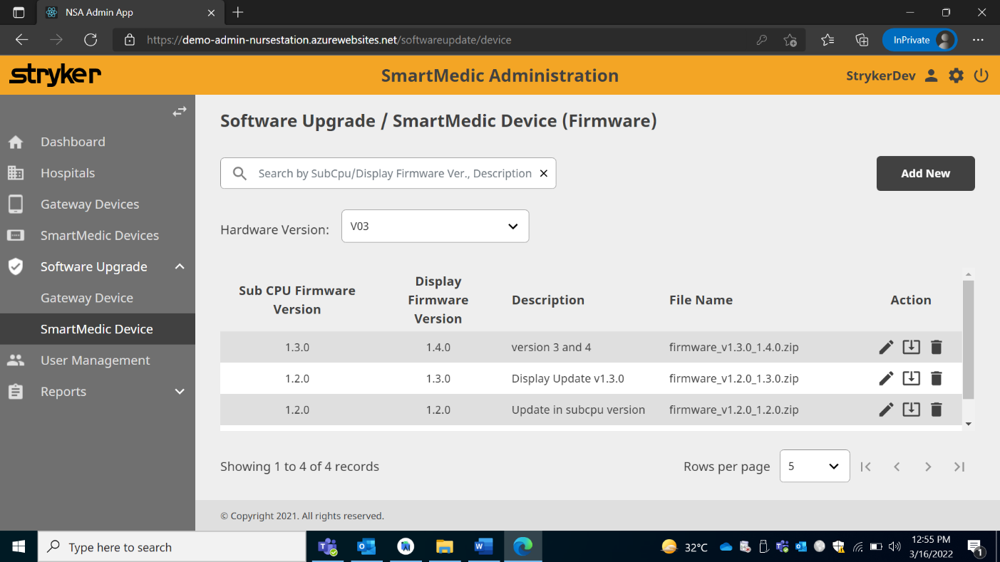 NSA Admin App
https://demo-admin-nursestation.azurewebsites.net/softwareupdate/device
InPrivate
stryker
SmartMedic Administration
StrykerDev
Dashboard
Hospitals
Gateway Devices
SmartMedic Devices
Software Upgrade
Gateway Device
SmartMedic Device
User Management
Reports
Software Upgrade / SmartMedic Device (Firmware)
Search by SubCpu/Display Firmware Ver., Description
Add New
Hardware Version:
V03
Sub CPU Firmware
Version
Display
Firmware
Version
Description
File Name
Action
1.3.0 1.4.0 version 3 and 4 firmware_v1.3.0_1.4.0.zip
1.2.0 1.3.0 Display Update v1.3.0 firmware_v1.2.0_1.3.0.zip
1.2.0 1.2.0 Update in subcpu version firmware_v1.2.0_1.2.0.zip
Showing 1 to 4 of 4 records
Rows per page
5
© Copyright 2021. All rights reserved.
Type here to search
32°C
12:55 PM
3/16/2022
1